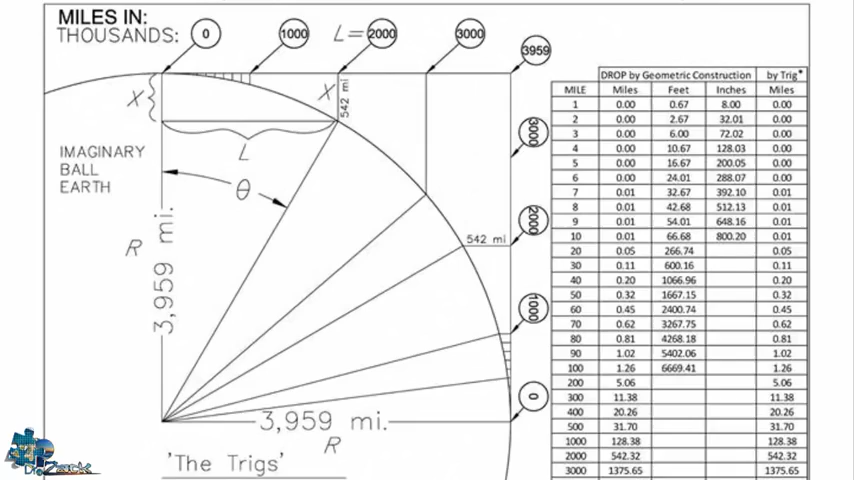 MILES IN:
THOUSANDS:
0
1000
L=2000
3000
3959
X
X
542 mi
L
IMAGINARY
BALL
EARTH
θ
R
3,959 mi.
3000
2000
542 mi
1000
0
3,959 mi.
R
'The Trigs'
DROP by Geometric Construction by Trig*
MILE Miles Feet Inches Miles
1 0.00 0.67 8.00 0.00
2 0.00 2.67 32.01 0.00
3 0.00 6.00 72.02 0.00
4 0.00 10.67 128.03 0.00
5 0.00 16.67 200.05 0.00
6 0.00 24.01 288.07 0.00
7 0.01 32.67 392.10 0.01
8 0.01 42.68 512.13 0.01
9 0.01 54.01 648.16 0.01
10 0.01 66.68 800.20 0.01
20 0.05 266.74 0.05
30 0.11 600.16 0.11
40 0.20 1066.96 0.20
50 0.32 1667.15 0.32
60 0.45 2400.74 0.45
70 0.62 3267.75 0.62
80 0.81 4268.18 0.81
90 1.02 5402.06 1.02
100 1.26 6669.41 1.26
200 5.06 5.06
300 11.38 11.38
400 20.26 20.26
500 31.70 31.70
1000 128.38 128.38
2000 542.32 542.32
3000 1375.65 1375.65